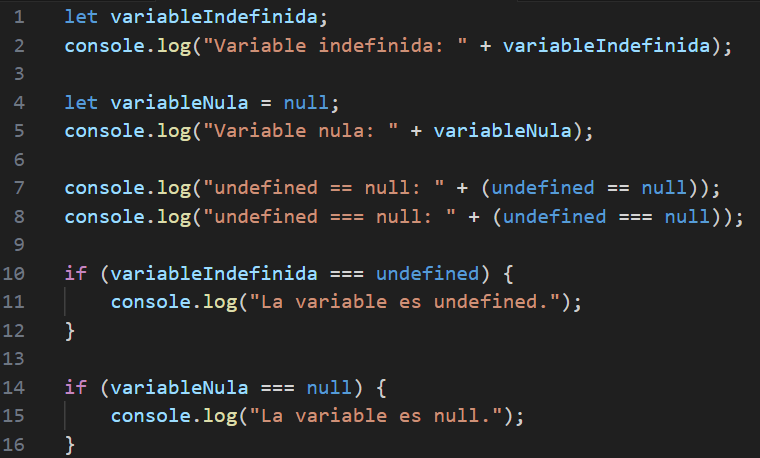 1 let variableIndefinida;
2 console.log("Variable indefinida: " + variableIndefinida);
3
4 let variableNula = null;
5 console.log("Variable nula: " + variableNula);
6
7 console.log("undefined == null: " + (undefined == null));
8 console.log("undefined === null: " + (undefined === null));
9
10 if (variableIndefinida === undefined) {
11     console.log("La variable es undefined.");
12 }
13
14 if (variableNula === null) {
15     console.log("La variable es null.");
16 }